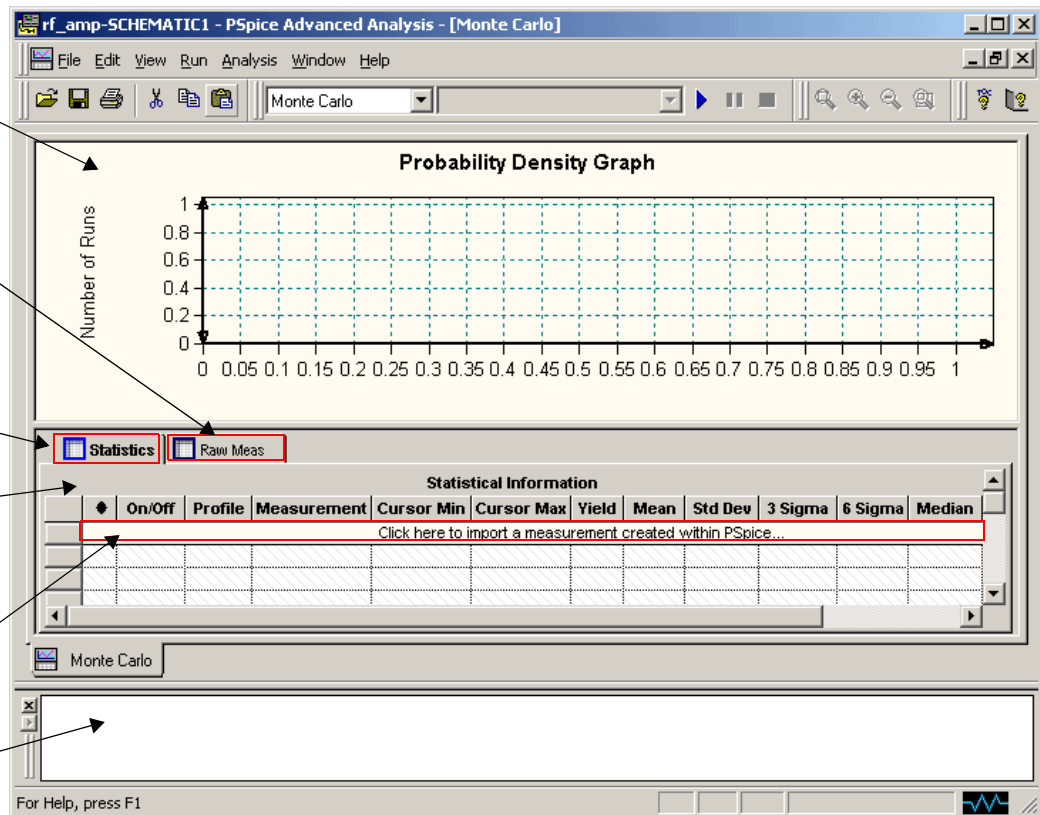 rf_amp-SCHEMATIC1 - PSpice Advanced Analysis - [Monte Carlo]
File Edit View Run Analysis Window Help
Monte Carlo
Probability Density Graph
Number of Runs
1
0.8
0.6
0.4
0.2
0
0 0.05 0.1 0.15 0.2 0.25 0.3 0.35 0.4 0.45 0.5 0.55 0.6 0.65 0.7 0.75 0.8 0.85 0.9 0.95 1
Statistics Raw Meas
Statistical Information
On/Off Profile Measurement Cursor Min Cursor Max Yield Mean Std Dev 3 Sigma 6 Sigma Median
Click here to import a measurement created within PSpice...
Monte Carlo
For Help, press F1